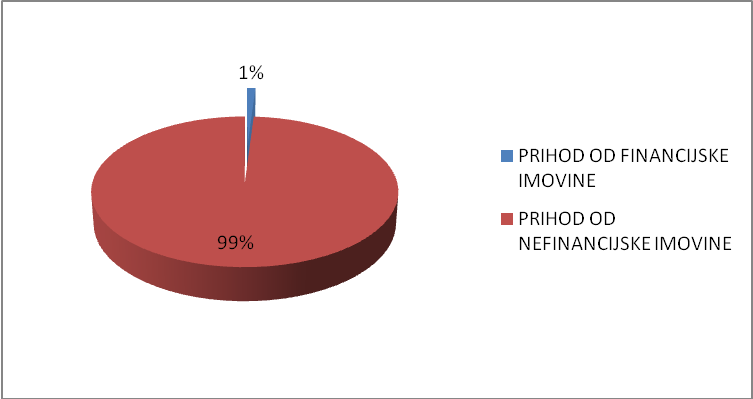 1%
99%
PRIHOD OD FINANCIJSKE
IMOVINE
PRIHOD OD
NEFINANCIJSKE IMOVINE